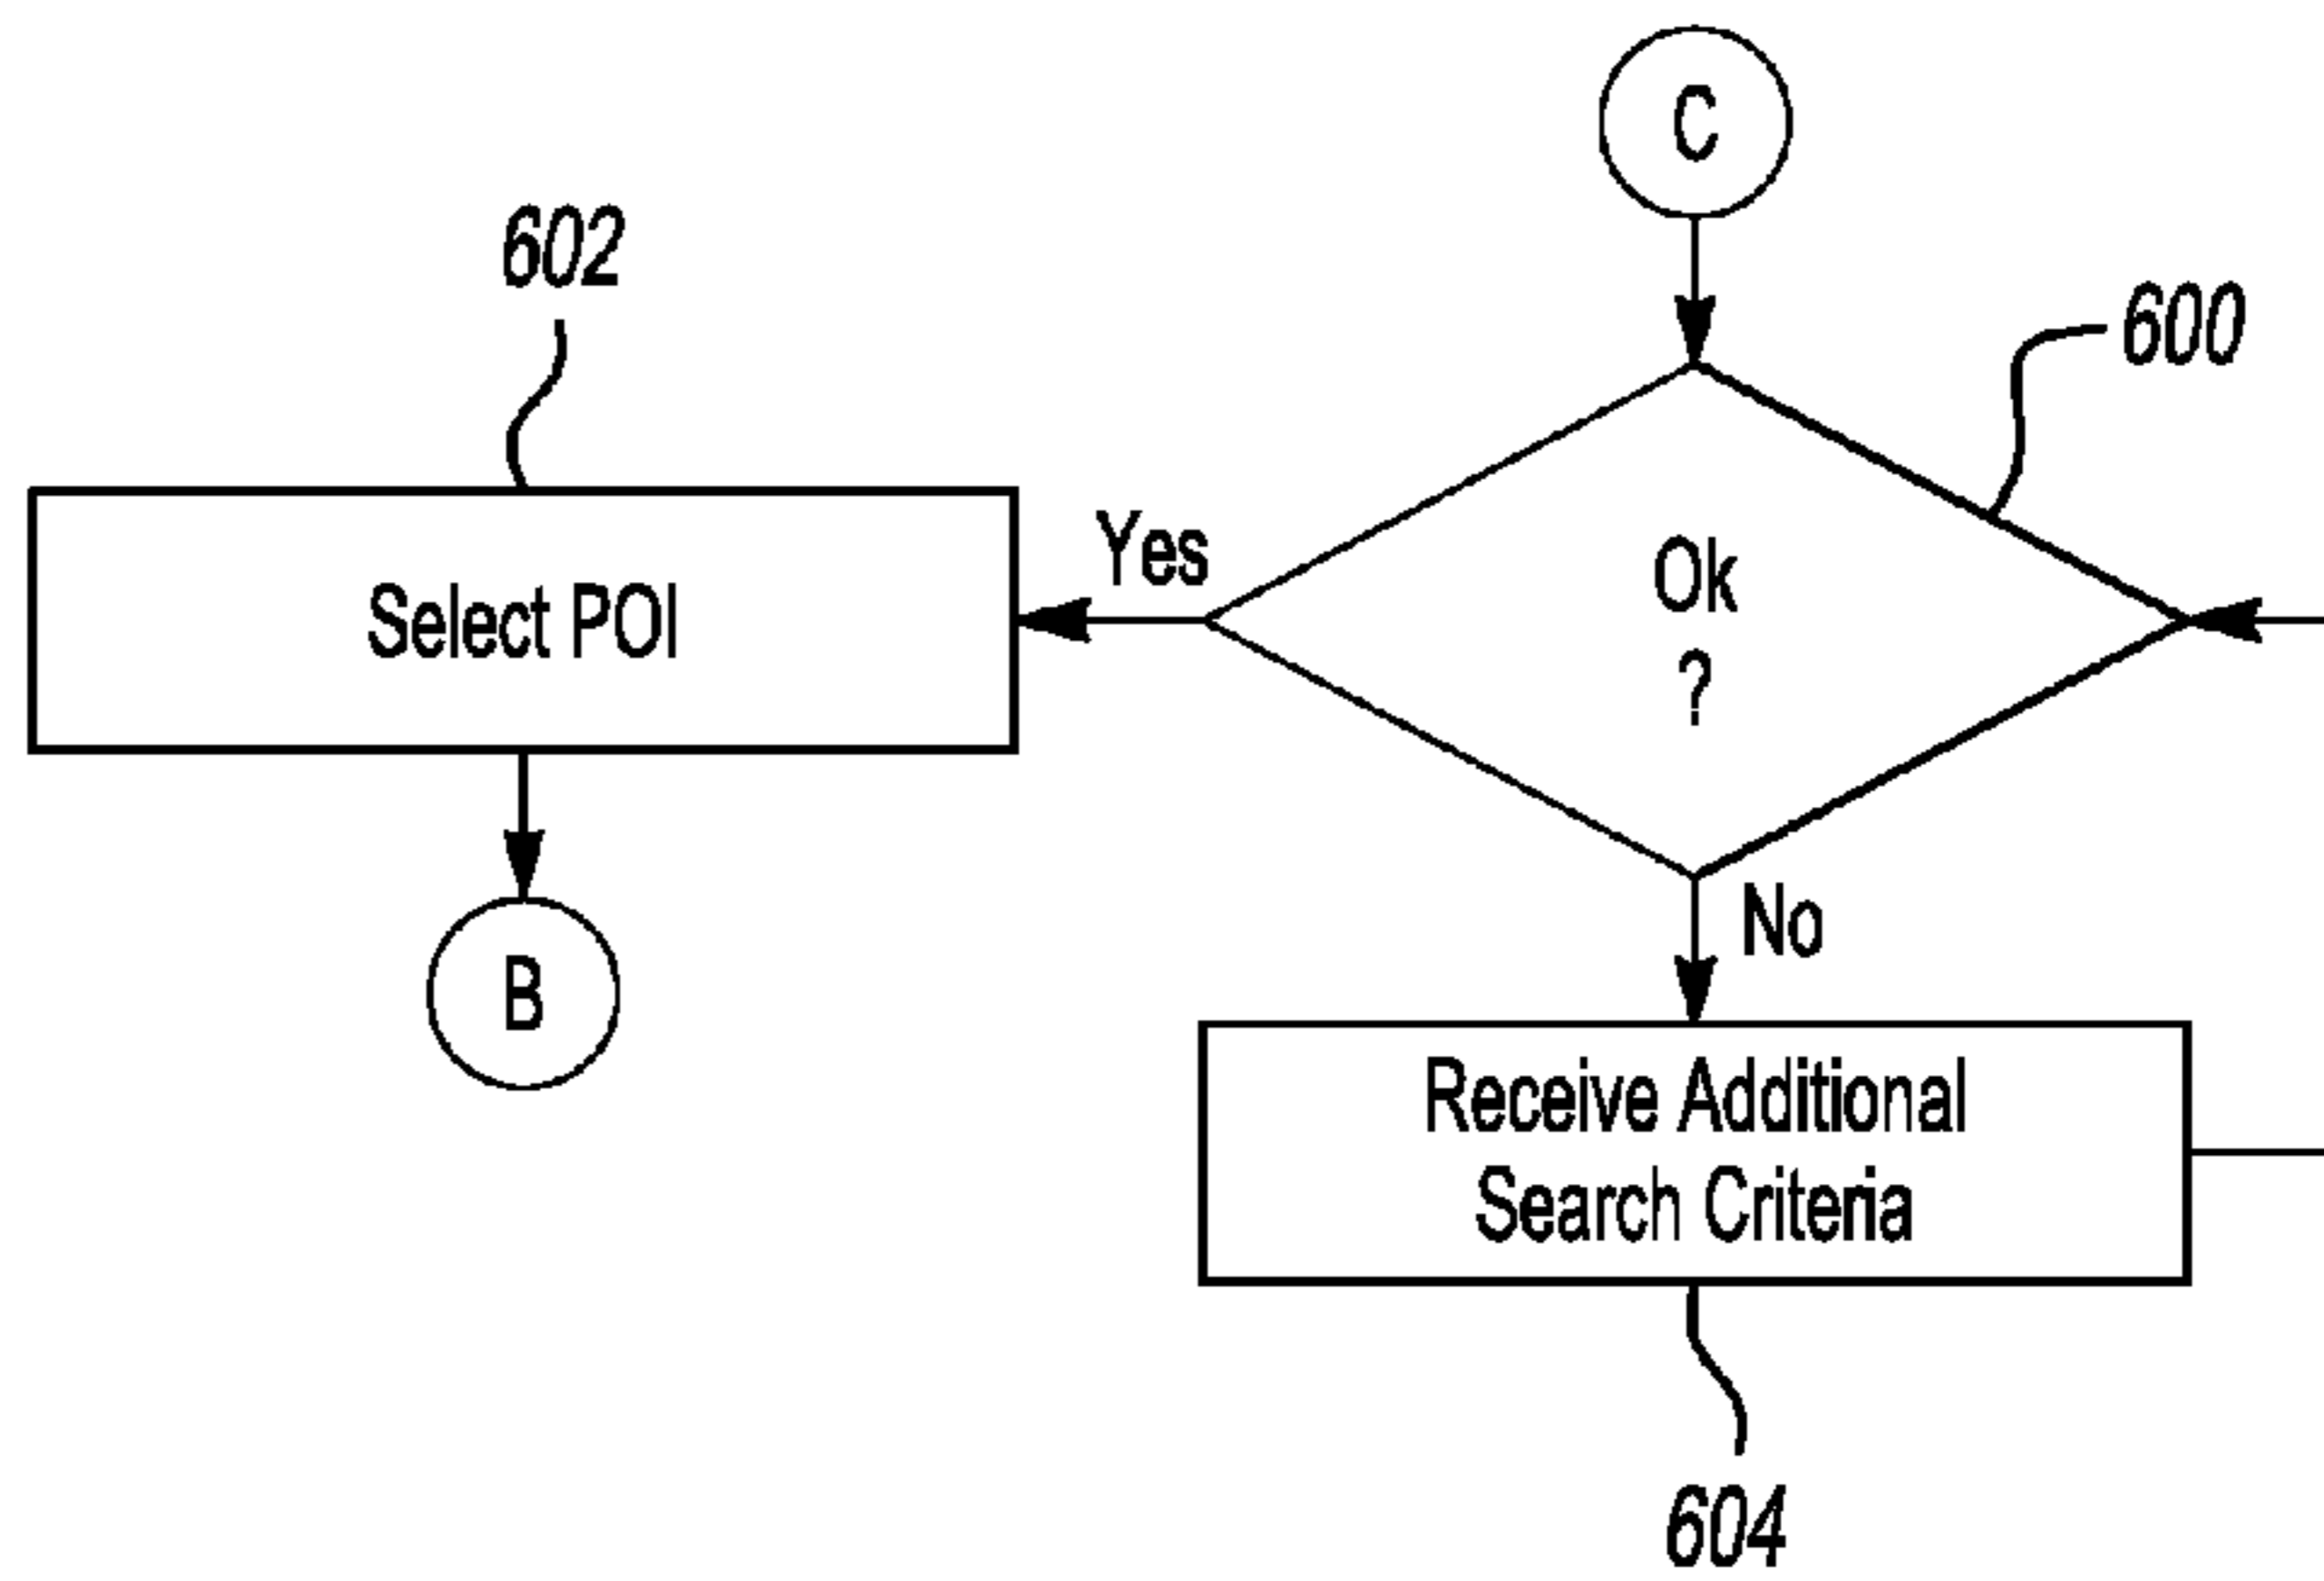 C
602
600
Yes
Ok
?
Select POI
No
B
Receive Additional
Search Criteria
604